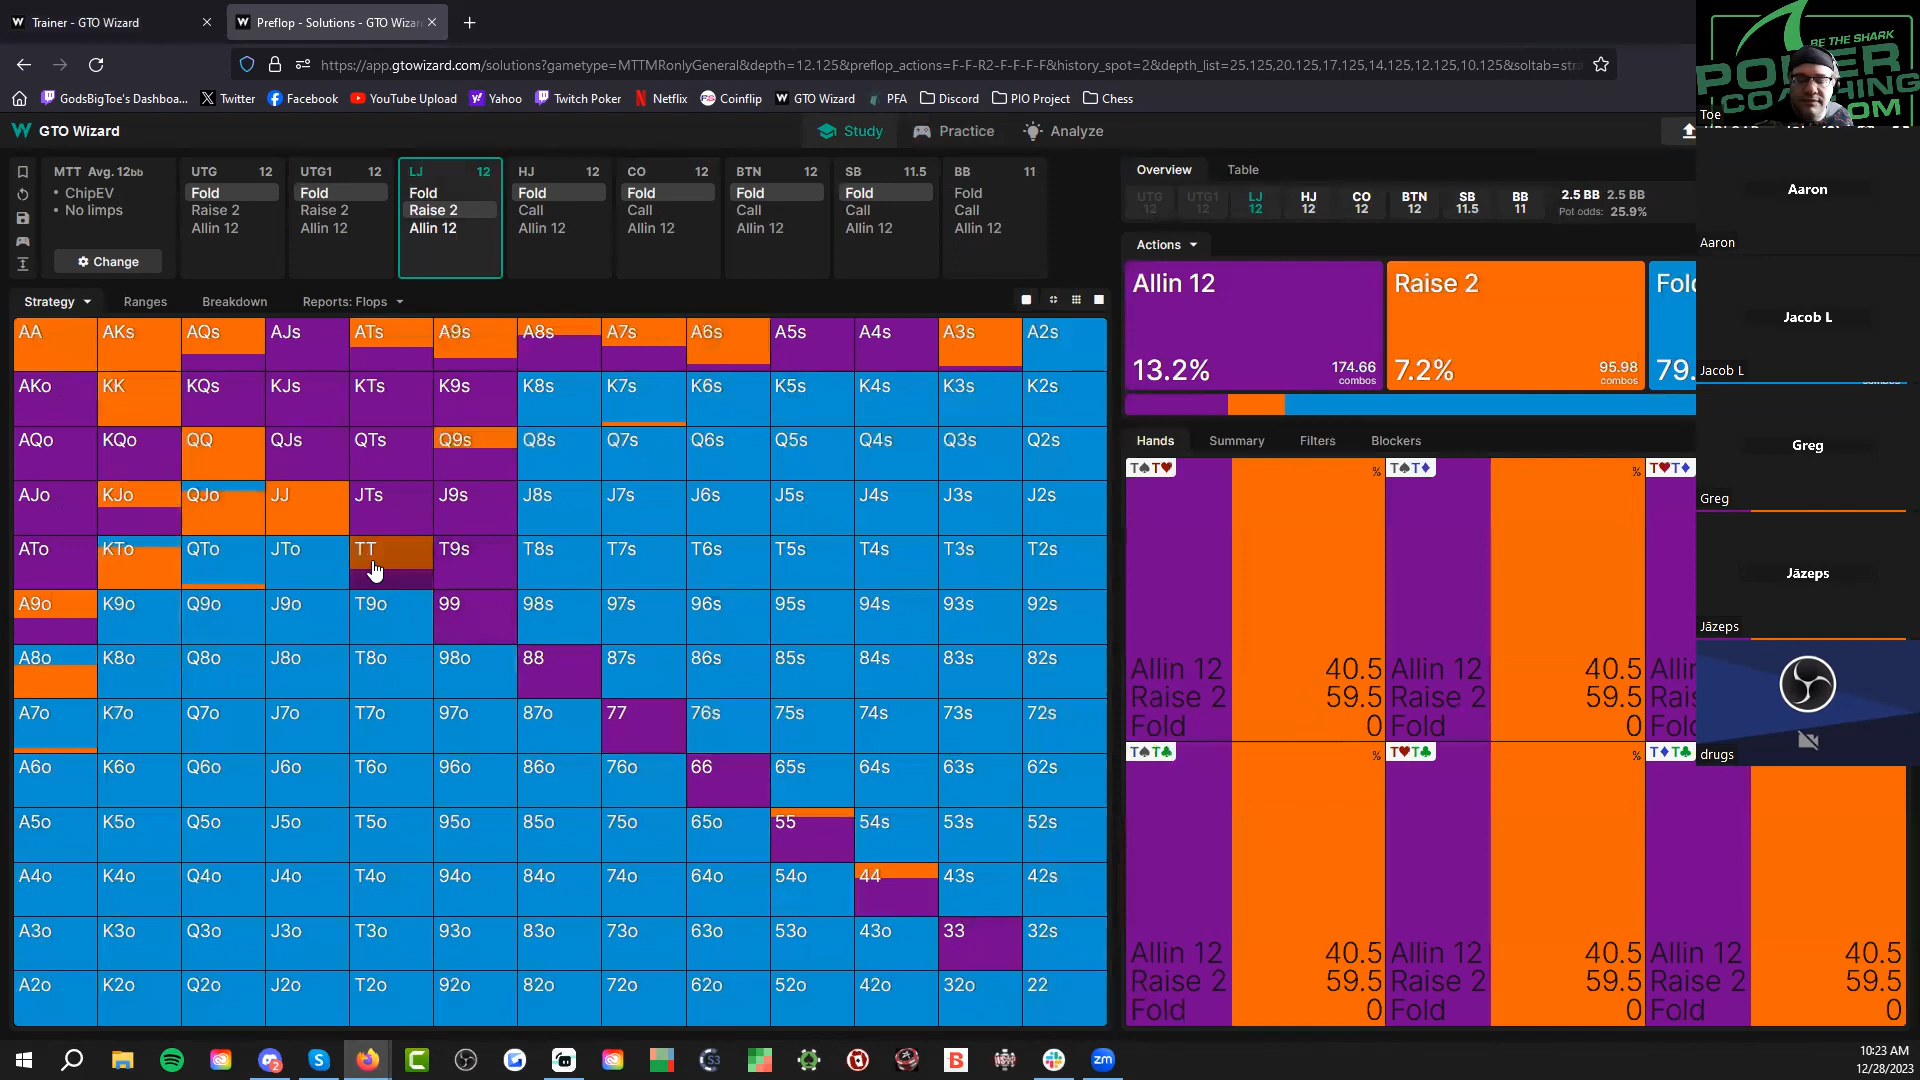 Trainer - GTO Wizard
Preflop - Solutions - GTO Wizar
https://app.gtowizard.com/solutions?gametype=MTTMRonlyGeneral&depth=12.125&preflop_actions=F-F-R2-F-F-F-F&history_spot=2&depth_list=25.125,20.125,17.125,14.125,12.125,10.125&soltab=stra
GodsBigToe's Dashboa... Twitter Facebook YouTube Upload Yahoo Twitch Poker Netflix Coinflip GTO Wizard PFA Discord PIO Project Chess
BE THE SHARK
POKER
COACHING
.COM
Toe
GTO Wizard
Study Practice Analyze
MTT Avg. 12bb
• ChipEV
• No limps
Change
UTG 12
Fold
Raise 2
Allin 12
UTG1 12
Fold
Raise 2
Allin 12
LJ 12
Fold
Raise 2
Allin 12
HJ 12
Fold
Call
Allin 12
CO 12
Fold
Call
Allin 12
BTN 12
Fold
Call
Allin 12
SB 11.5
Fold
Call
Allin 12
BB 11
Fold
Call
Allin 12
Overview Table
UTG 12 UTG1 12 LJ 12 HJ 12 CO 12 BTN 12 SB 11.5 BB 11
2.5 BB 2.5 BB
Pot odds: 25.9%
Strategy Ranges Breakdown Reports: Flops
AA AKs AQs AJs ATs A9s A8s A7s A6s A5s A4s A3s A2s
AKo KK KQs KJs KTs K9s K8s K7s K6s K5s K4s K3s K2s
AQo KQo QQ QJs QTs Q9s Q8s Q7s Q6s Q5s Q4s Q3s Q2s
AJo KJo QJo JJ JTs J9s J8s J7s J6s J5s J4s J3s J2s
ATo KTo QTo JTo TT T9s T8s T7s T6s T5s T4s T3s T2s
A9o K9o Q9o J9o T9o 99 98s 97s 96s 95s 94s 93s 92s
A8o K8o Q8o J8o T8o 98o 88 87s 86s 85s 84s 83s 82s
A7o K7o Q7o J7o T7o 97o 87o 77 76s 75s 74s 73s 72s
A6o K6o Q6o J6o T6o 96o 86o 76o 66 65s 64s 63s 62s
A5o K5o Q5o J5o T5o 95o 85o 75o 65o 55 54s 53s 52s
A4o K4o Q4o J4o T4o 94o 84o 74o 64o 54o 44 43s 42s
A3o K3o Q3o J3o T3o 93o 83o 73o 63o 53o 43o 33 32s
A2o K2o Q2o J2o T2o 92o 82o 72o 62o 52o 42o 32o 22
Actions
Allin 12
13.2% 174.66
combos
Raise 2
7.2% 95.98
combos
Fold
79.
Hands Summary Filters Blockers
T♠T♥ %
Allin 12 40.5
Raise 2 59.5
Fold 0
T♠T♦ %
Allin 12 40.5
Raise 2 59.5
Fold 0
T♥T♦
T♠T♣ %
Allin 12 40.5
Raise 2 59.5
Fold 0
T♥T♣ %
Allin 12 40.5
Raise 2 59.5
Fold 0
T♦T♣
Allin 12 40.5
Raise 2 59.5
Fold 0
Aaron
Aaron
Jacob L
Jacob L
Greg
Greg
Jāzeps
Jāzeps
drugs
10:23 AM
12/28/2023